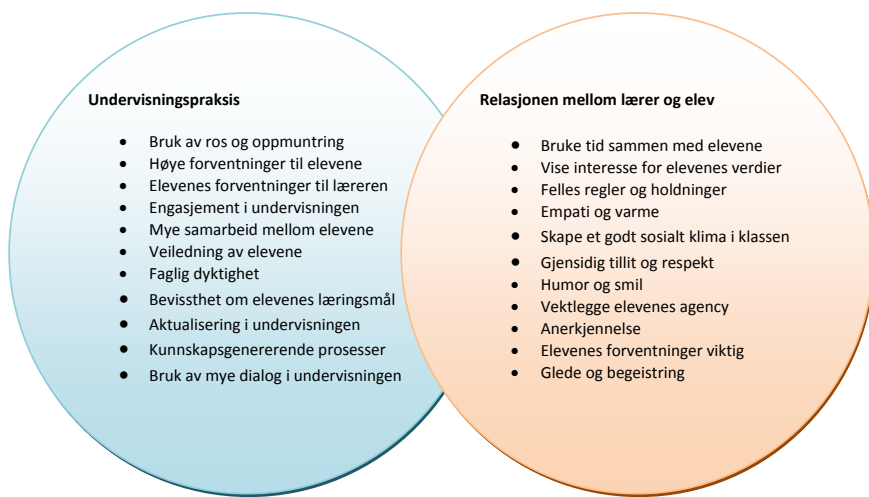 Undervisningspraksis
• Bruk av ros og oppmuntring
• Høye forventninger til elevene
• Elevenes forventninger til læreren
• Engasjement i undervisningen
• Mye samarbeid mellom elevene
• Veiledning av elevene
• Faglig dyktighet
• Bevissthet om elevenes læringsmål
• Aktualisering i undervisningen
• Kunnskapsgenererende prosesser
• Bruk av mye dialog i undervisningen
Relasjonen mellom lærer og elev
• Bruke tid sammen med elevene
• Vise interesse for elevenes verdier
• Felles regler og holdninger
• Empati og varme
• Skape et godt sosialt klima i klassen
• Gjensidig tillit og respekt
• Humor og smil
• Vektlegge elevenes agency
• Anerkjennelse
• Elevenes forventninger viktig
• Glede og begeistring